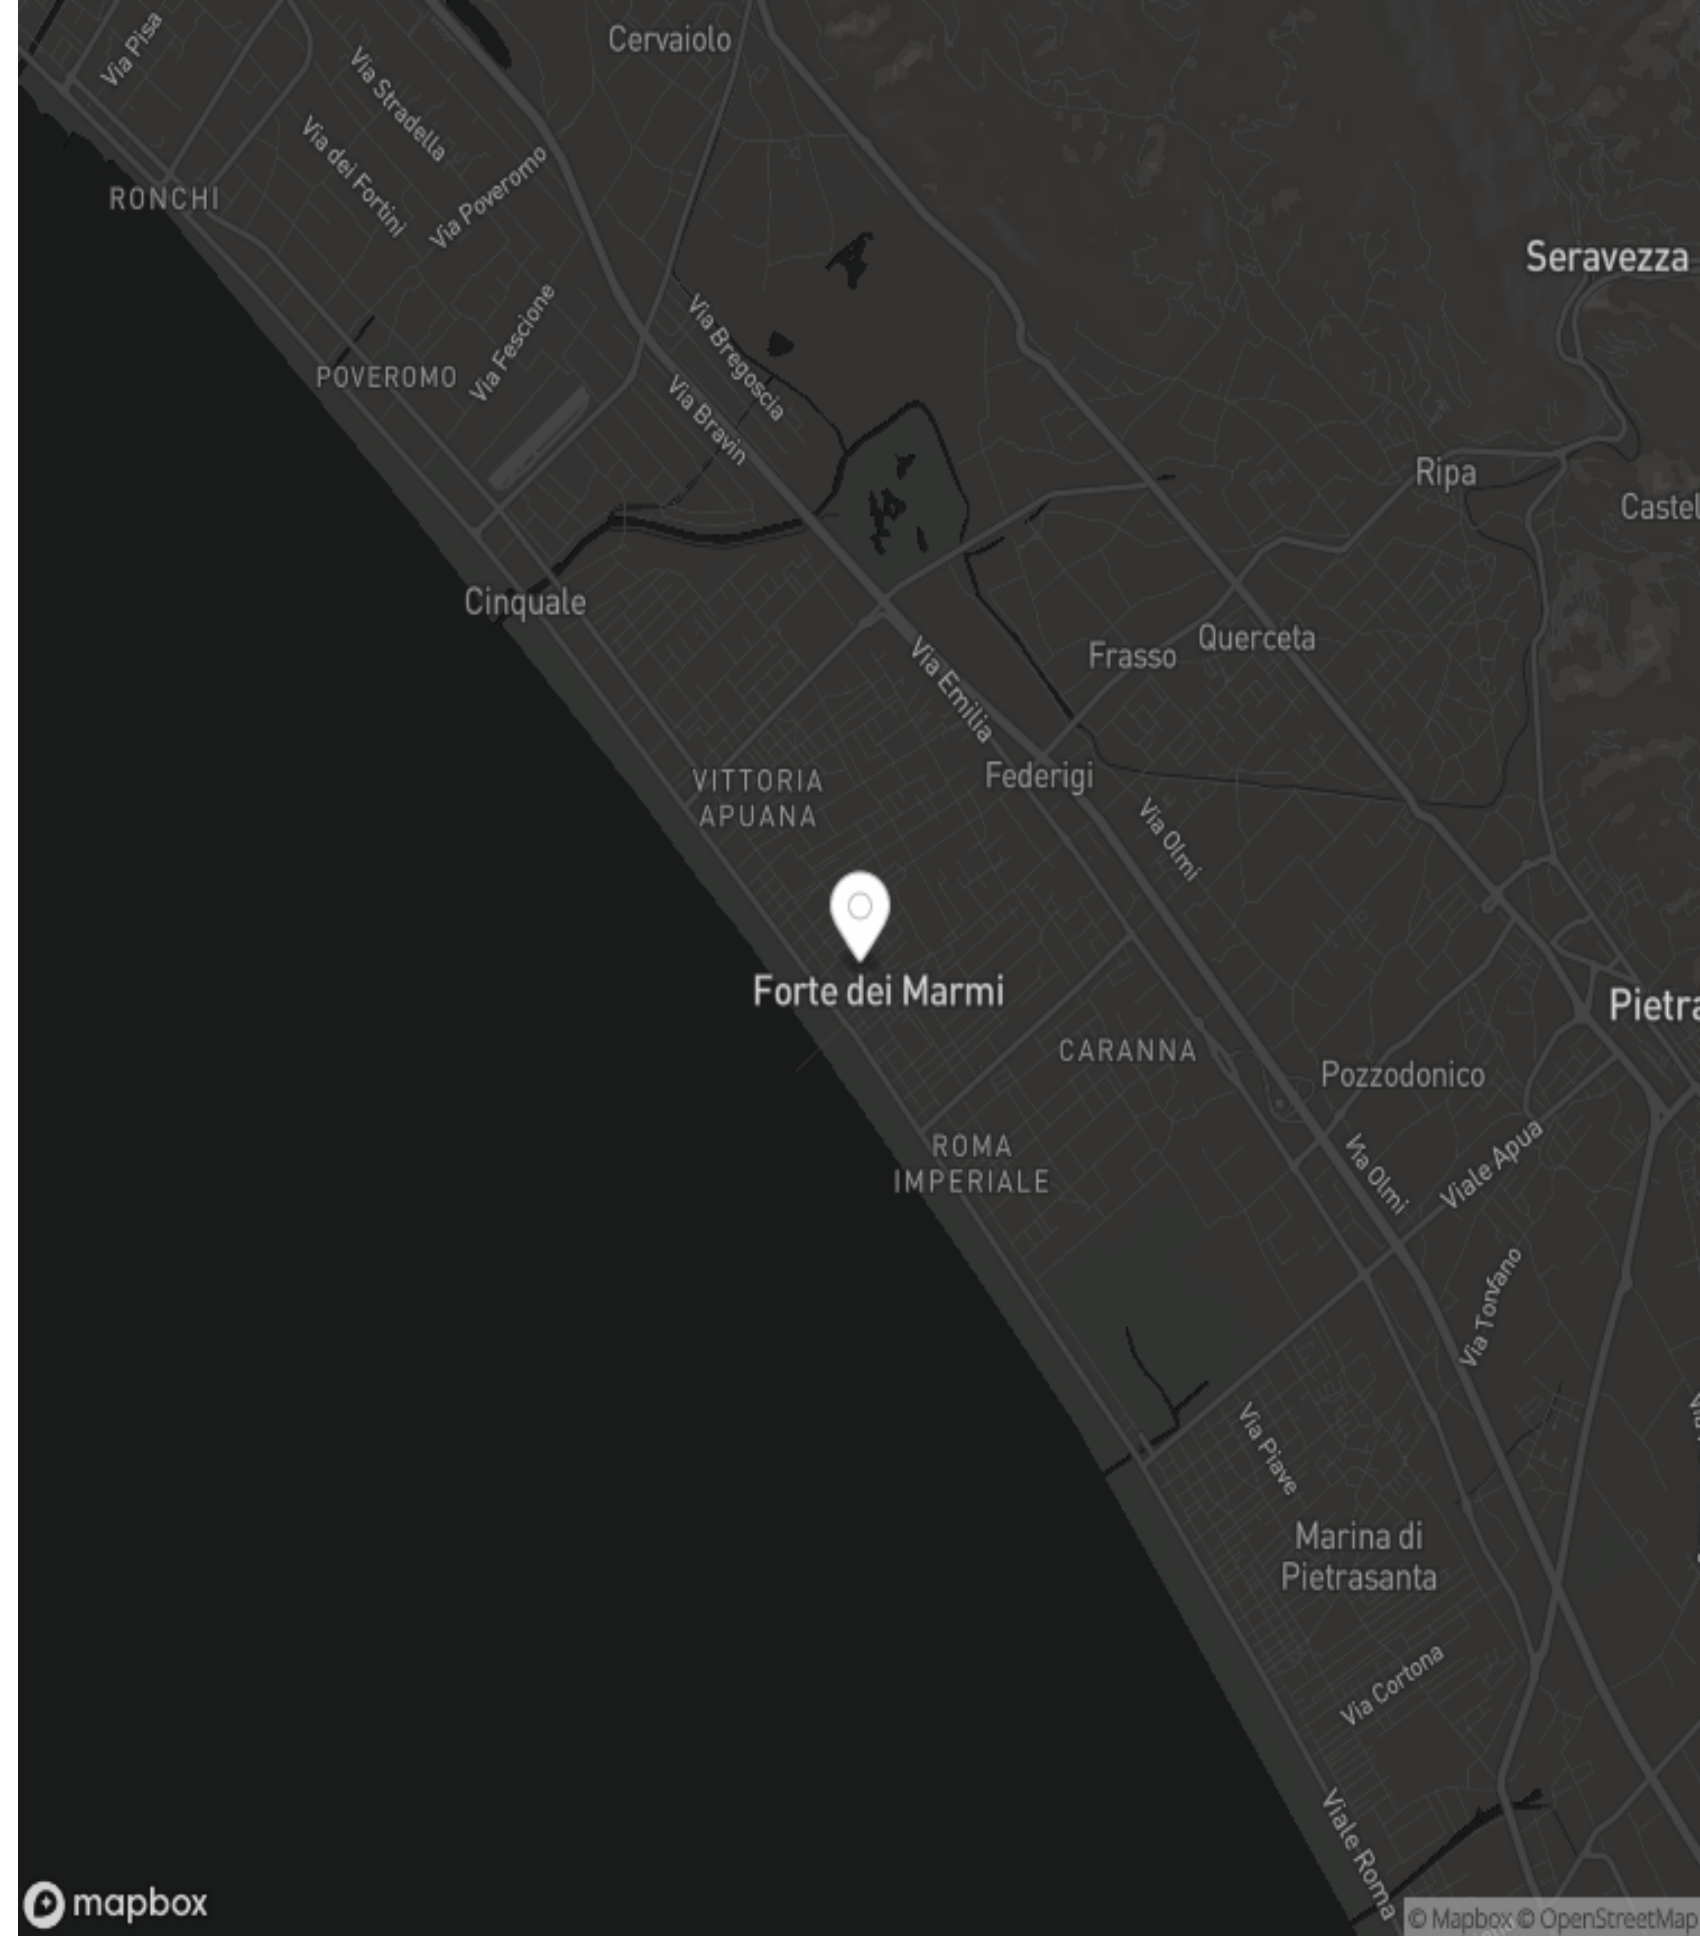 Via Pisa
Cervaiolo
Via Stradella
Via dei Fortini
Via Poveromo
RONCHI
Seravezza
Via Fescione
Via Bregoscia
POVEROMO
Via Bravin
Ripa
Castel
Cinquale
Querceta
Frasso
Via Emilia
VITTORIA
APUANA
Federigi
Via Olmi
Forte dei Marmi
Pietra
CARANNA
Pozzodonico
ROMA
IMPERIALE
Via Olmi
Viale Apua
Via Tonfano
Via Piave
Marina di
Pietrasanta
Via Cortona
Viale Roma
mapbox
© Mapbox © OpenStreetMap